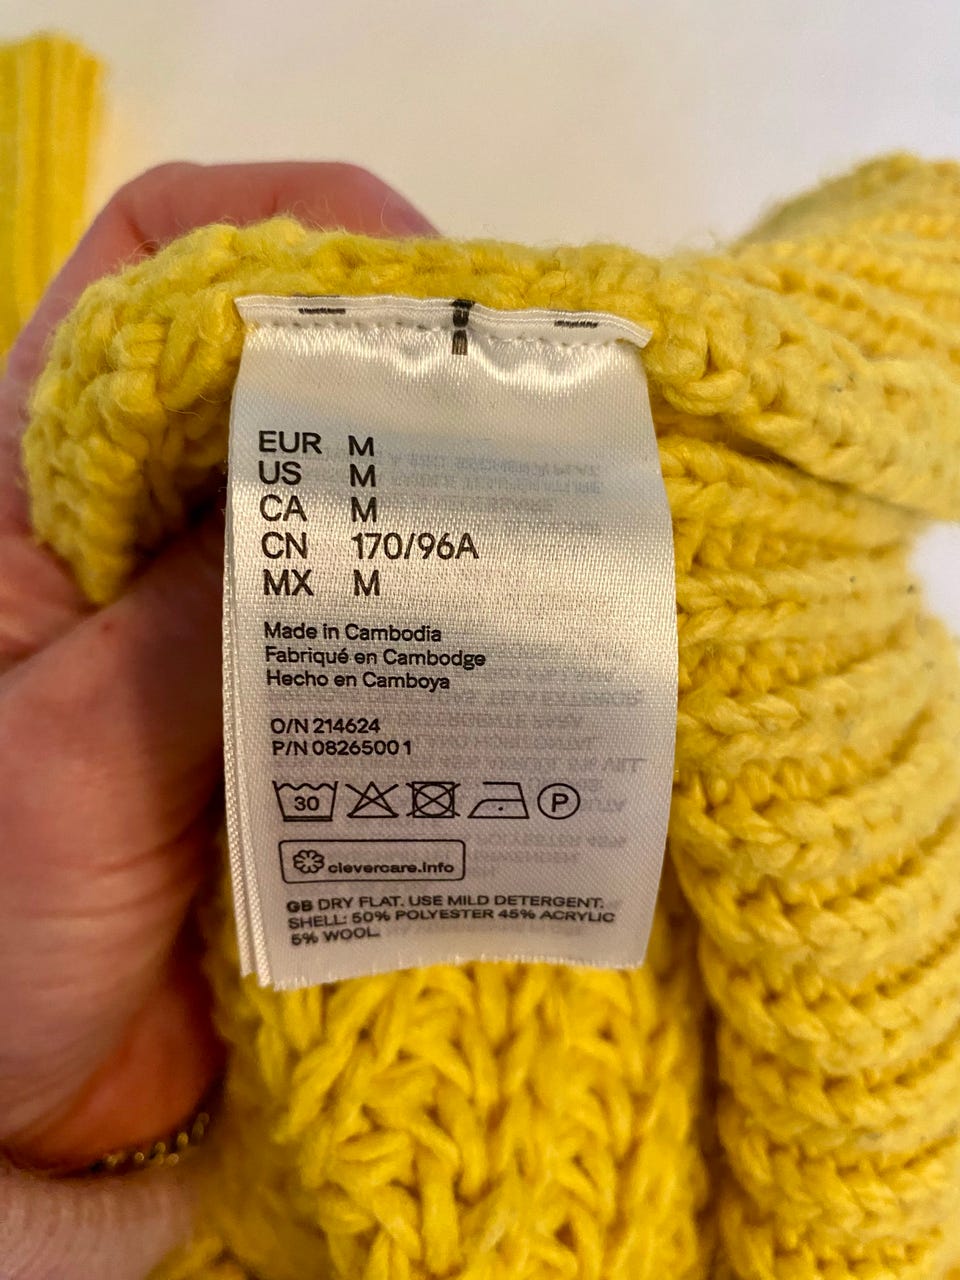 EUR M
US M
CA M
CN 170/96A
MX M
Made in Cambodia
Fabriqué en Cambodge
Hecho en Camboya
O/N 214624
P/N 08265001
30 P
clevercare.info
GB DRY FLAT. USE MILD DETERGENT.
SHELL: 50% POLYESTER 45% ACRYLIC
5% WOOL.